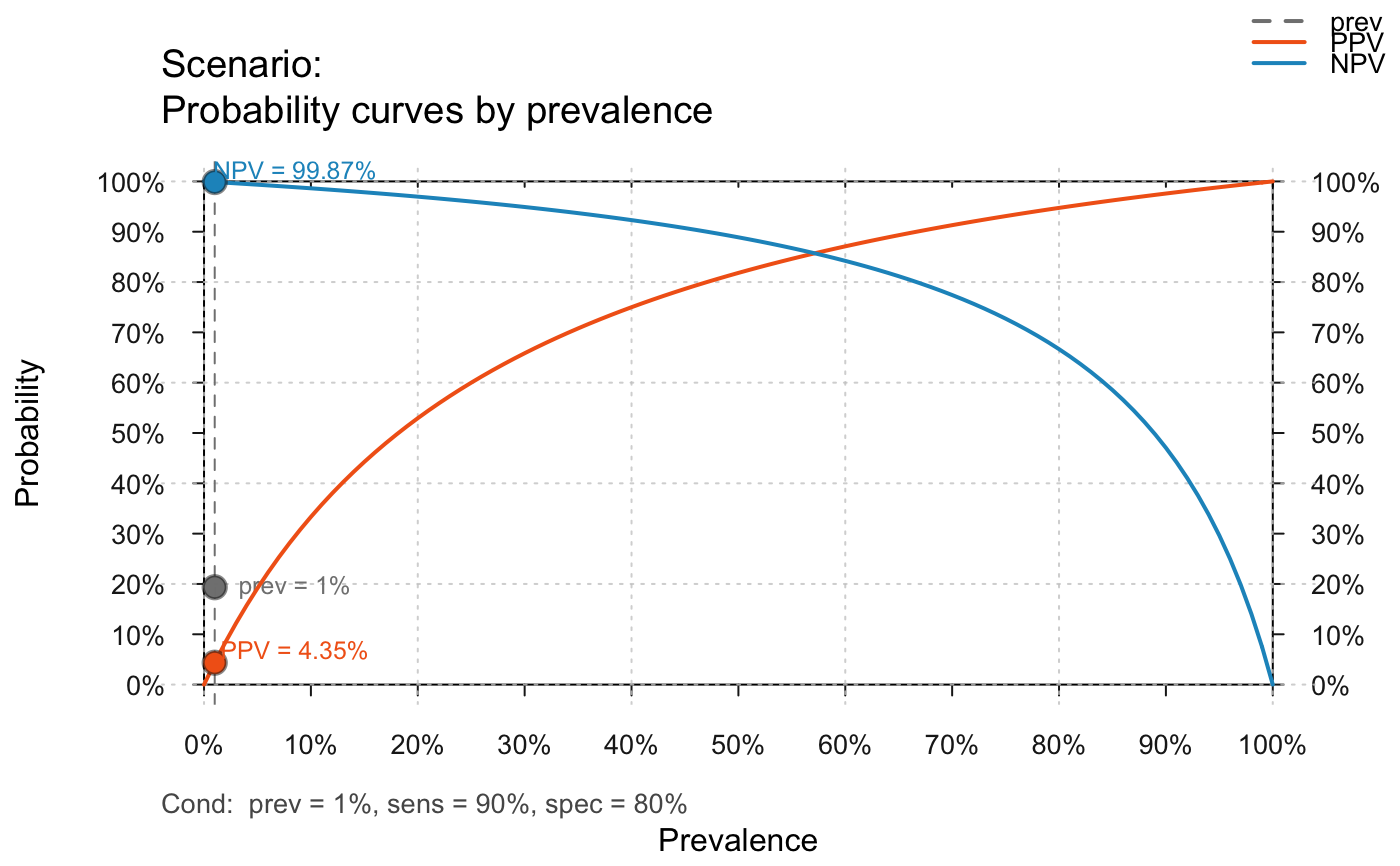 prev
PPV
NPV
Scenario:
Probability curves by prevalence
NPV = 99.87%
100%
90%
80%
70%
60%
50%
40%
30%
20%
10%
0%
prev = 1%
PPV = 4.35%
100%
90%
80%
70%
60%
50%
40%
30%
20%
10%
0%
Probability
0% 10% 20% 30% 40% 50% 60% 70% 80% 90% 100%
Cond: prev = 1%, sens = 90%, spec = 80%
Prevalence